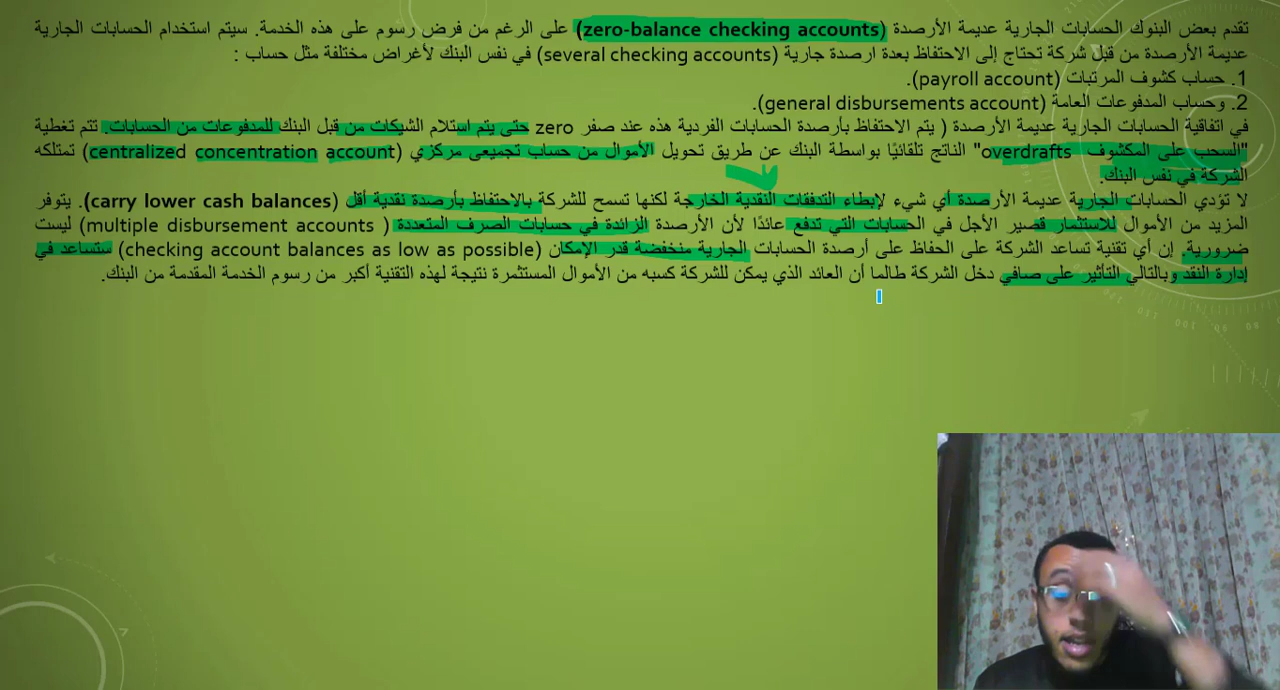 تقدم بعض البنوك الحسابات الجارية عديمة الأرصدة (zero-balance checking accounts) على الرغم من فرض رسوم على هذه الخدمة. سيتم استخدام الحسابات الجارية
عديمة الأرصدة من قبل شركة تحتاج إلى الاحتفاظ بعدة ارصدة جارية (several checking accounts) في نفس البنك لأغراض مختلفة مثل حساب :
1. حساب كشوف المرتبات (payroll account).
2. وحساب المدفوعات العامة (general disbursements account).
في اتفاقية الحسابات الجارية عديمة الأرصدة ( يتم الاحتفاظ بأرصدة الحسابات الفردية هذه عند صفر zero حتى يتم استلام الشيكات من قبل البنك للمدفوعات من الحسابات. تتم تغطية
"السحب على المكشوف overdrafts" الناتج تلقائيًا بواسطة البنك عن طريق تحويل الأموال من حساب تجميعي مركزي (centralized concentration account) تمتلكه
الشركة في نفس البنك.
لا تؤدي الحسابات الجارية عديمة الأرصدة أي شيء لإبطاء التدفقات النقدية الخارجة لكنها تسمح للشركة بالاحتفاظ بأرصدة نقدية أقل (carry lower cash balances). يتوفر
المزيد من الأموال للاستثمار قصير الأجل في الحسابات التي تدفع عائدًا لأن الأرصدة الزائدة في حسابات الصرف المتعددة ( multiple disbursement accounts) ليست
ضرورية. إن أي تقنية تساعد الشركة على الحفاظ على أرصدة الحسابات الجارية منخفضة قدر الإمكان (checking account balances as low as possible) ستساعد في
إدارة النقد وبالتالي التأثير على صافي دخل الشركة طالما أن العائد الذي يمكن للشركة كسبه من الأموال المستثمرة نتيجة لهذه التقنية أكبر من رسوم الخدمة المقدمة من البنك.